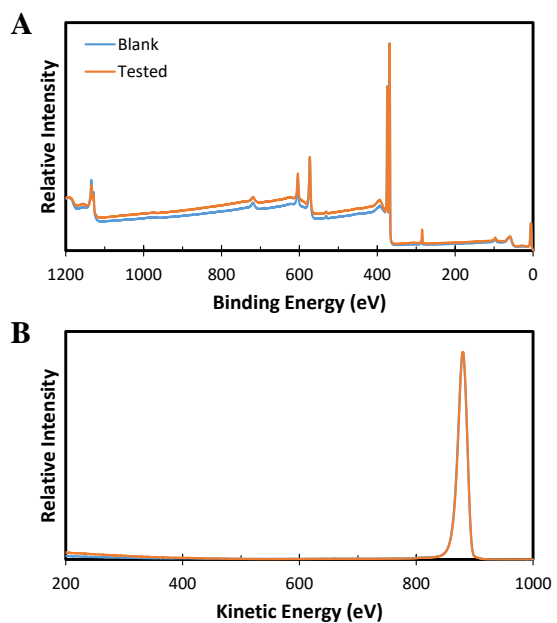 A
Blank
Tested
Relative Intensity
1200 1000 800 600 400 200 0
Binding Energy (eV)
B
Relative Intensity
200 400 600 800 1000
Kinetic Energy (eV)